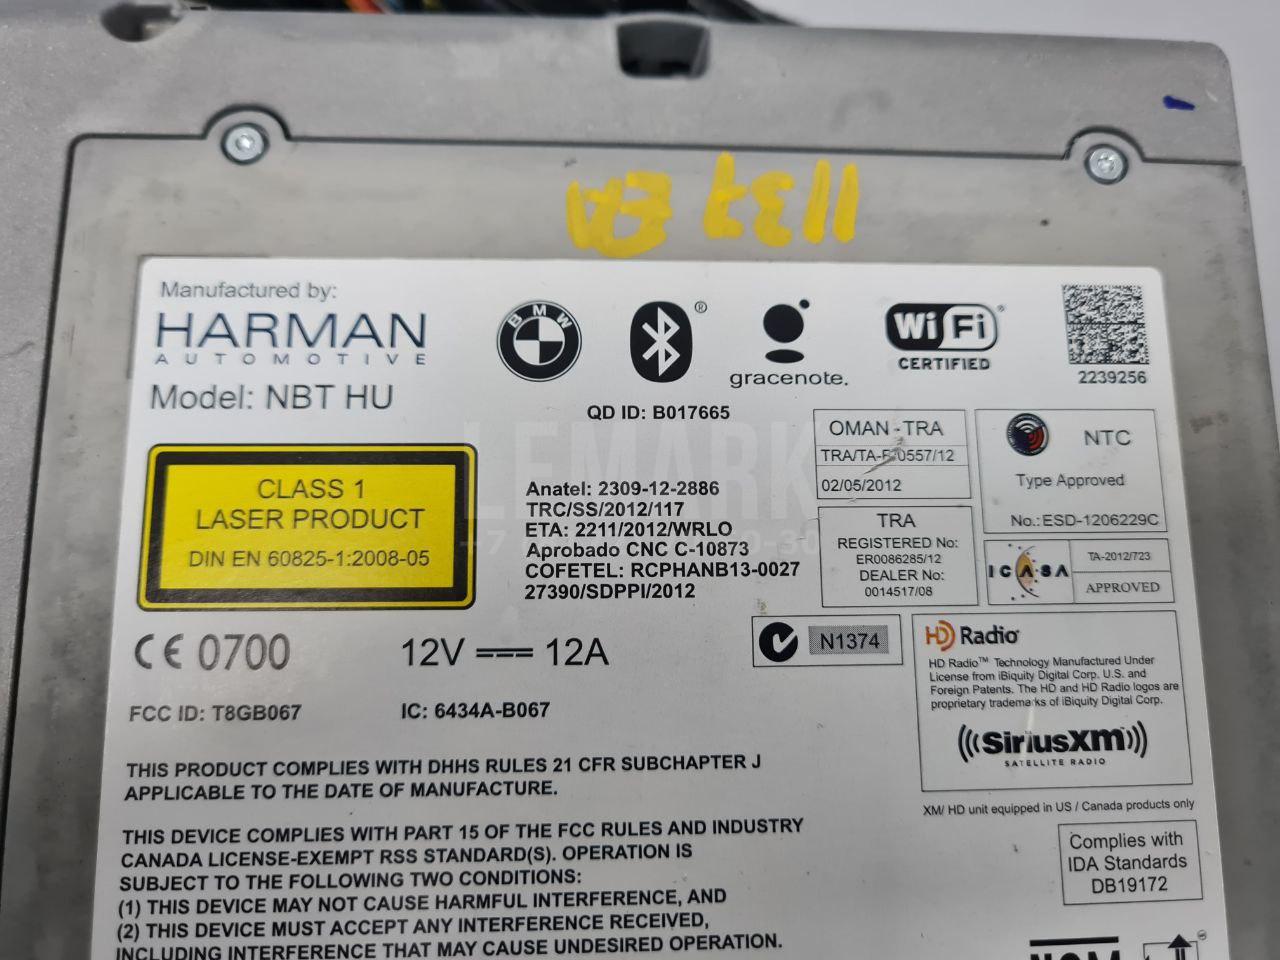 Manufactured by:
HARMAN
AUTOMOTIVE
Model: NBT HU
BMW
®
gracenote.
WiFi
®
CERTIFIED
2239256
QD ID: B017665
CLASS 1
LASER PRODUCT
DIN EN 60825-1:2008-05
LEMARK
Anatel: 2309-12-2886
TRC/SS/2012/117
ETA: 2211/2012/WRLO
Aprobado CNC C-10873
COFETEL: RCPHANB13-0027
27390/SDPPI/2012
OMAN -TRA
02/05/2012
NTC
Type Approved
No.: ESD-1206229C
TRA
REGISTERED No:
ER0086285/12
DEALER No:
0014517/08
ICASA
TA-2012/723
APPROVED
CE 0700
12V 12A
N1374
FCC ID: T8GB067
IC: 6434A-B067
HD Radio
HD Radio™ Technology Manufactured Under
License from iBiquity Digital Corp. U.S. and
Foreign Patents. The HD and HD Radio logos are
proprietary trademarks of iBiquity Digital Corp.
(((SiriusXM)))
SATELLITE RADIO
XM/ HD unit equipped in US / Canada products only
THIS PRODUCT COMPLIES WITH DHHS RULES 21 CFR SUBCHAPTER J
APPLICABLE TO THE DATE OF MANUFACTURE.
THIS DEVICE COMPLIES WITH PART 15 OF THE FCC RULES AND INDUSTRY
CANADA LICENSE-EXEMPT RSS STANDARD(S). OPERATION IS
SUBJECT TO THE FOLLOWING TWO CONDITIONS:
(1) THIS DEVICE MAY NOT CAUSE HARMFUL INTERFERENCE, AND
(2) THIS DEVICE MUST ACCEPT ANY INTERFERENCE RECEIVED,
INCLUDING INTERFERENCE THAT MAY CAUSE UNDESIRED OPERATION.
Complies with
IDA Standards
DB19172
NOM